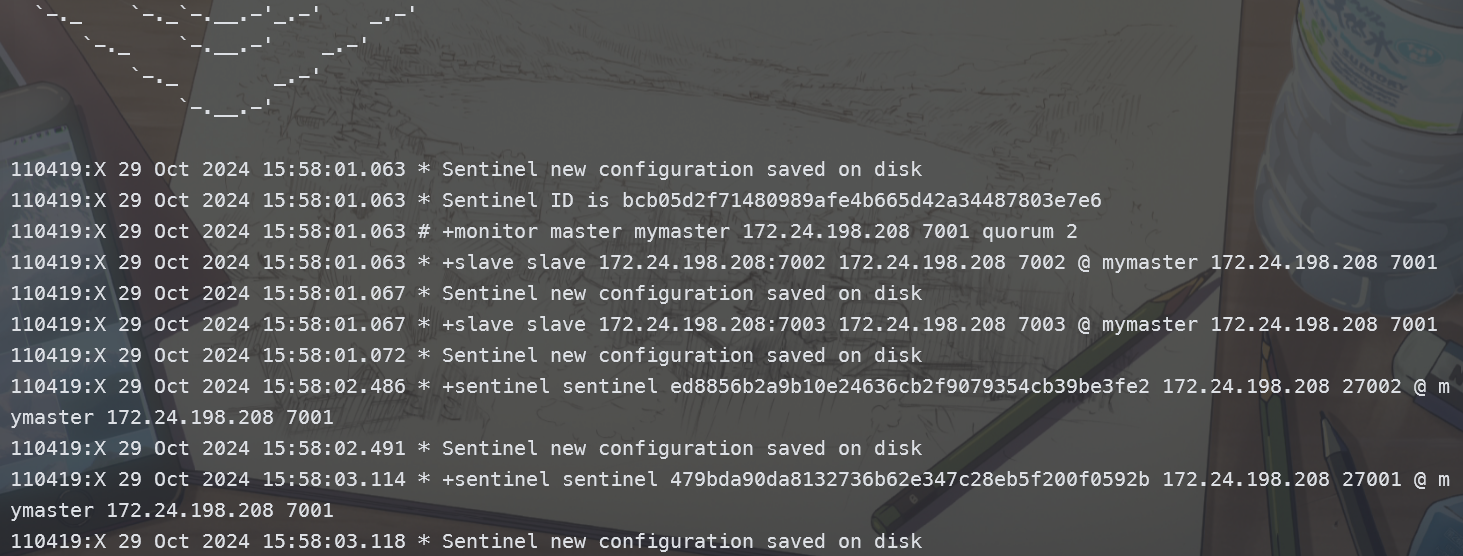 `-._    `-._`-.__.-'_.-'    _.-'
`-._    `-.__.-'    _.-'
`-._        _.-'
`-.__.-'
110419:X 29 Oct 2024 15:58:01.063 * Sentinel new configuration saved on disk
110419:X 29 Oct 2024 15:58:01.063 * Sentinel ID is bcb05d2f71480989afe4b665d42a34487803e7e6
110419:X 29 Oct 2024 15:58:01.063 # +monitor master mymaster 172.24.198.208 7001 quorum 2
110419:X 29 Oct 2024 15:58:01.063 * +slave slave 172.24.198.208:7002 172.24.198.208 7002 @ mymaster 172.24.198.208 7001
110419:X 29 Oct 2024 15:58:01.067 * Sentinel new configuration saved on disk
110419:X 29 Oct 2024 15:58:01.067 * +slave slave 172.24.198.208:7003 172.24.198.208 7003 @ mymaster 172.24.198.208 7001
110419:X 29 Oct 2024 15:58:01.072 * Sentinel new configuration saved on disk
110419:X 29 Oct 2024 15:58:02.486 * +sentinel sentinel ed8856b2a9b10e24636cb2f9079354cb39be3fe2 172.24.198.208 27002 @ m
ymaster 172.24.198.208 7001
110419:X 29 Oct 2024 15:58:02.491 * Sentinel new configuration saved on disk
110419:X 29 Oct 2024 15:58:03.114 * +sentinel sentinel 479bda90da8132736b62e347c28eb5f200f0592b 172.24.198.208 27001 @ m
ymaster 172.24.198.208 7001
110419:X 29 Oct 2024 15:58:03.118 * Sentinel new configuration saved on disk